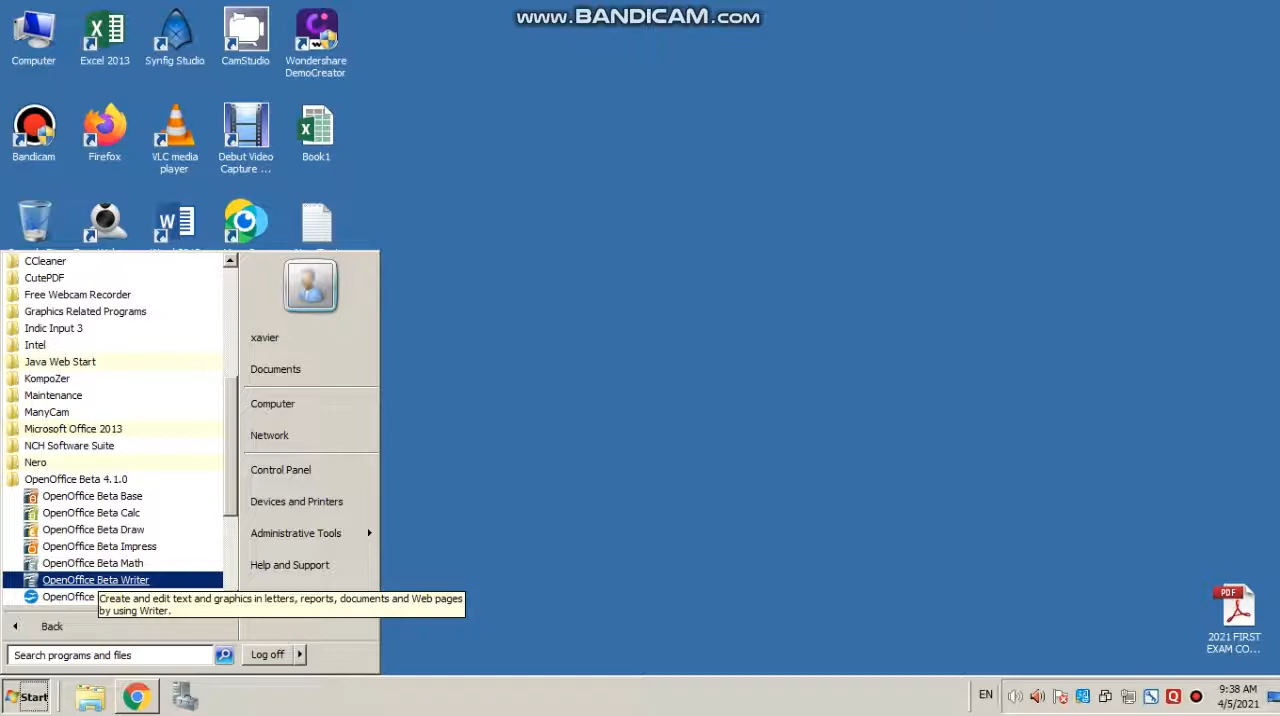 www.BANDICAM.com
Computer
Excel 2013
Synfig Studio
CamStudio
Wondershare
DemoCreator
Bandicam
Firefox
VLC media
player
Debut Video
Capture ...
Book1
CCleaner
CutePDF
Free Webcam Recorder
Graphics Related Programs
Indic Input 3
Intel
Java Web Start
KompoZer
Maintenance
ManyCam
Microsoft Office 2013
NCH Software Suite
Nero
OpenOffice Beta 4.1.0
OpenOffice Beta Base
OpenOffice Beta Calc
OpenOffice Beta Draw
OpenOffice Beta Impress
OpenOffice Beta Math
OpenOffice Beta Writer
OpenOffice
Create and edit text and graphics in letters, reports, documents and Web pages
by using Writer.
Back
Search programs and files
xavier
Documents
Computer
Network
Control Panel
Devices and Printers
Administrative Tools
Help and Support
Log off
PDF
2021 FIRST
EXAM CO...
Start
EN
9:38 AM
4/5/2021